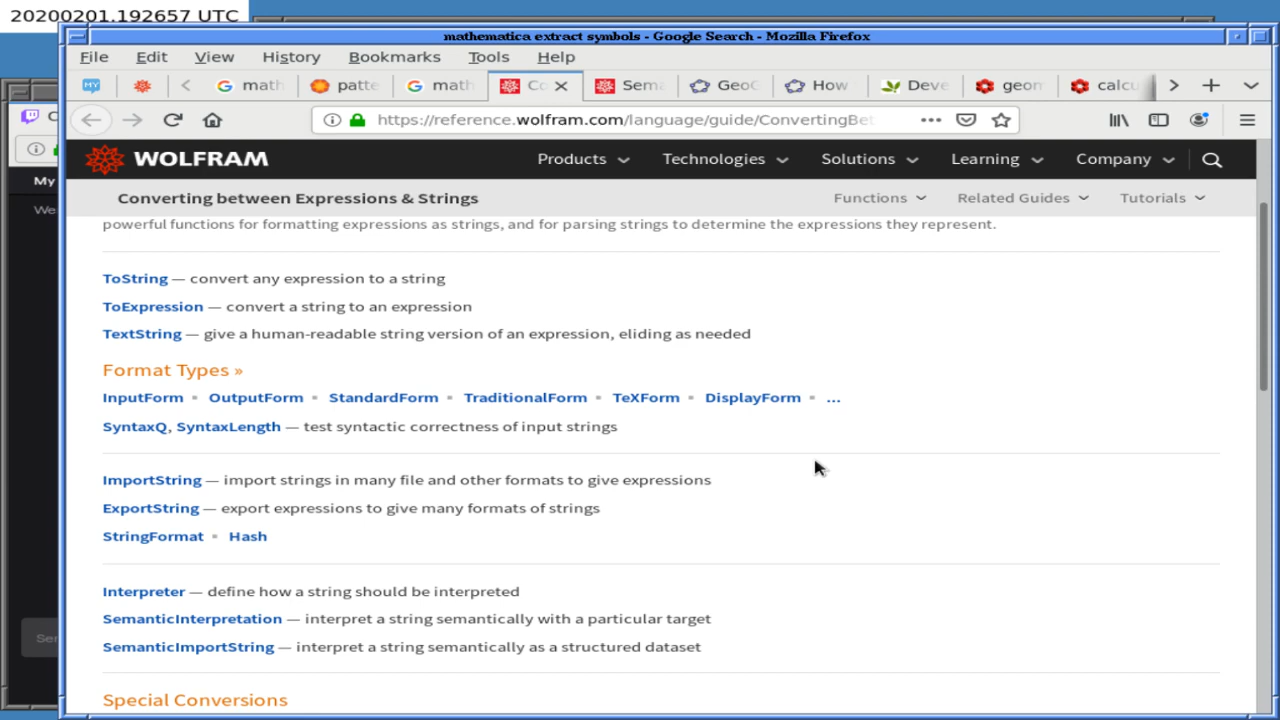 20200201.192657 UTC
mathematica extract symbols - Google Search - Mozilla Firefox
File Edit View History Bookmarks Tools Help
MY math patte math Co Sema GeoC How Deve geom calcu
https://reference.wolfram.com/language/guide/ConvertingBet
WOLFRAM Products Technologies Solutions Learning Company
My
Converting between Expressions & Strings Functions Related Guides Tutorials
We
powerful functions for formatting expressions as strings, and for parsing strings to determine the expressions they represent.
ToString — convert any expression to a string
ToExpression — convert a string to an expression
TextString — give a human-readable string version of an expression, eliding as needed
Format Types »
InputForm ▪ OutputForm ▪ StandardForm ▪ TraditionalForm ▪ TeXForm ▪ DisplayForm ▪ ...
SyntaxQ, SyntaxLength — test syntactic correctness of input strings
ImportString — import strings in many file and other formats to give expressions
ExportString — export expressions to give many formats of strings
StringFormat ▪ Hash
Interpreter — define how a string should be interpreted
SemanticInterpretation — interpret a string semantically with a particular target
Sen
SemanticImportString — interpret a string semantically as a structured dataset
Special Conversions